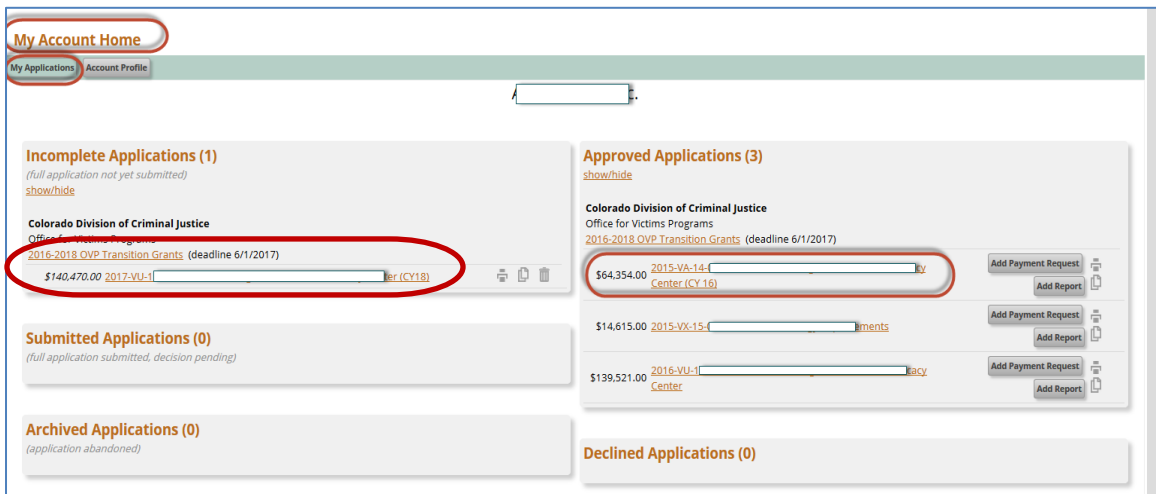 My Account Home
My Applications Account Profile
Incomplete Applications (1)
(full application not yet submitted)
show/hide
Colorado Division of Criminal Justice
Office for Victims Programs
2016-2018 OVP Transition Grants (deadline 6/1/2017)
$140,470.00 2017-VU-1 ter (CY18)
Submitted Applications (0)
(full application submitted, decision pending)
Archived Applications (0)
(application abandoned)
Approved Applications (3)
show/hide
Colorado Division of Criminal Justice
Office for Victims Programs
2016-2018 OVP Transition Grants (deadline 6/1/2017)
$64,354.00 2015-VA-14- cy
Center (CY 16)
Add Payment Request
Add Report
$14,615.00 2015-VX-15- ements
Add Payment Request
Add Report
$139,521.00 2016-VU-1 tacy
Center
Add Payment Request
Add Report
Declined Applications (0)